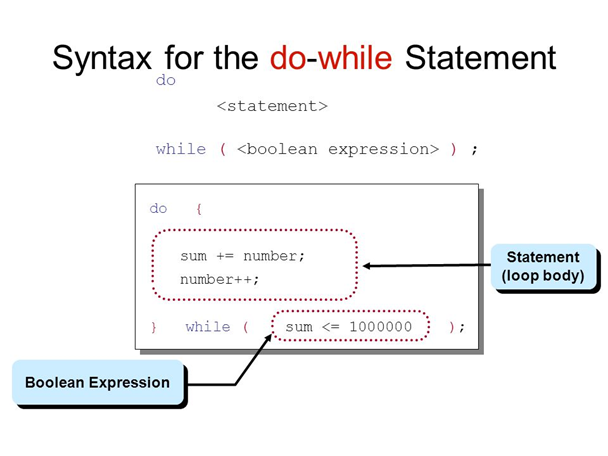 Syntax for the do-while Statement
do
<statement>
while ( <boolean expression> ) ;
do {
sum += number;
number++;
Statement
(loop body)
} while ( sum <= 1000000 );
Boolean Expression